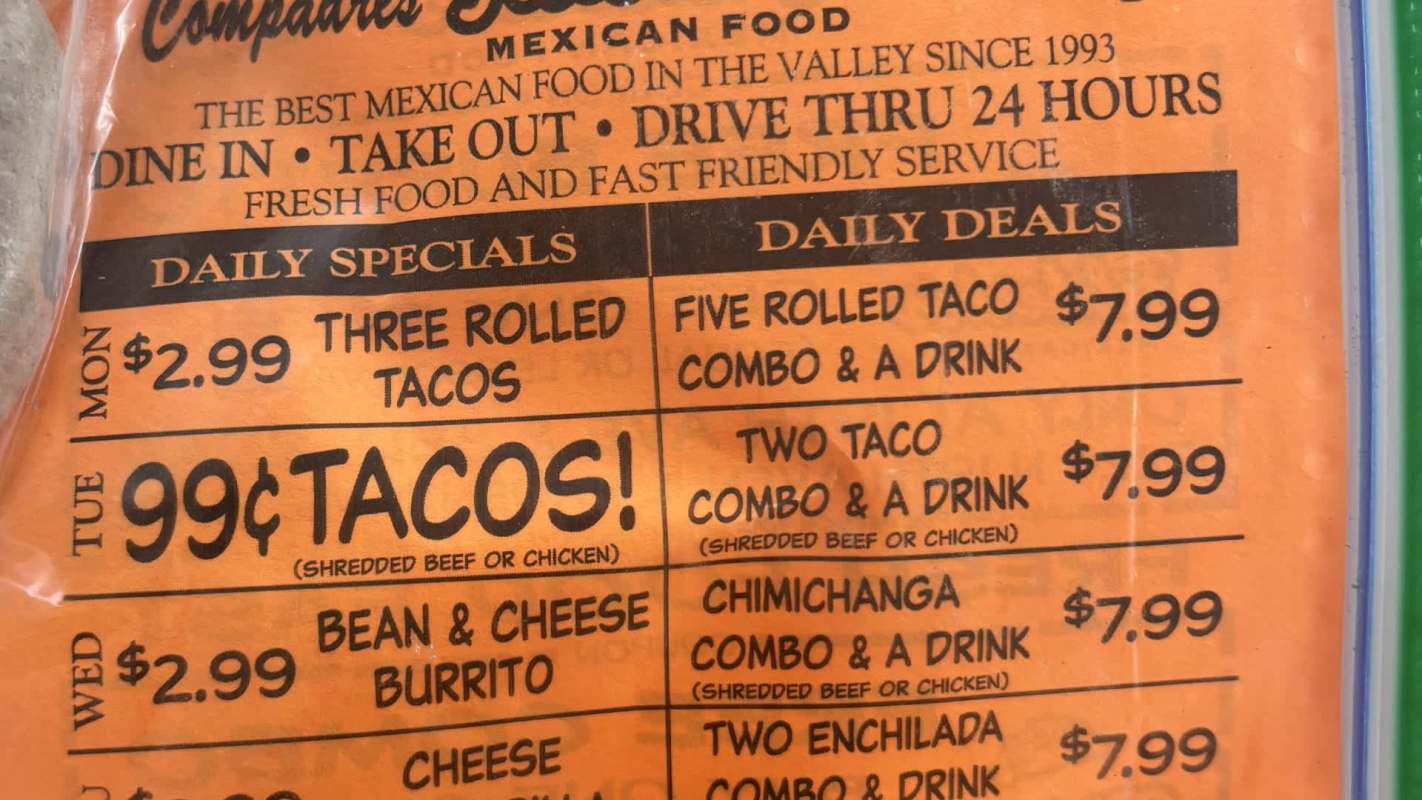 Compadres
MEXICAN FOOD
THE BEST MEXICAN FOOD IN THE VALLEY SINCE 1993
DINE IN • TAKE OUT • DRIVE THRU 24 HOURS
FRESH FOOD AND FAST FRIENDLY SERVICE
DAILY SPECIALS
DAILY DEALS
MON
$2.99
THREE ROLLED
TACOS
FIVE ROLLED TACO
COMBO & A DRINK
$7.99
TUE
99¢ TACOS!
(SHREDDED BEEF OR CHICKEN)
TWO TACO
COMBO & A DRINK
(SHREDDED BEEF OR CHICKEN)
$7.99
WED
$2.99
BEAN & CHEESE
BURRITO
CHIMICHANGA
COMBO & A DRINK
(SHREDDED BEEF OR CHICKEN)
$7.99
CHEESE
TWO ENCHILADA
COMBO & DRINK
$7.99